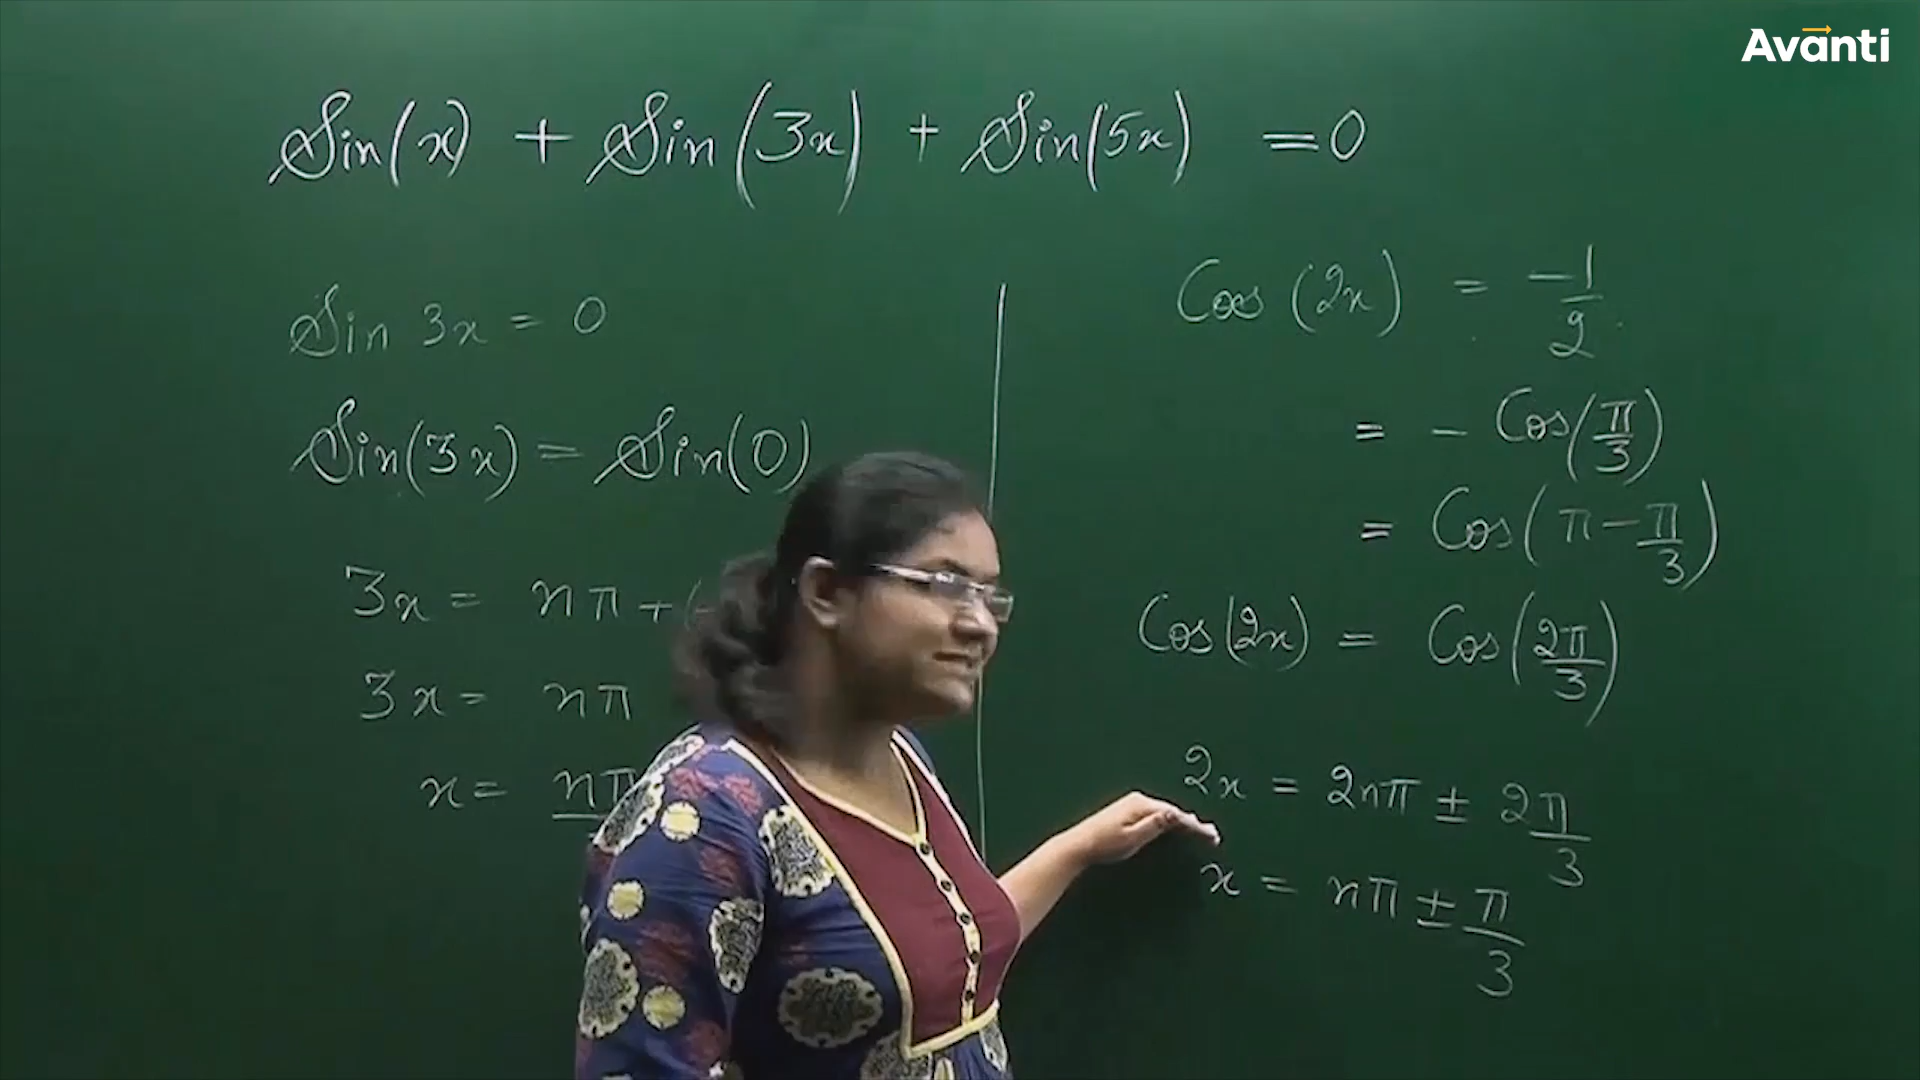 Avanti
Sin(x) + Sin(3x) + Sin(5x) = 0
Sin 3x = 0
Sin(3x) = Sin(0)
3x = nπ + (
3x = nπ
x = nπ
Cos (2x) = -1/2
= - Cos(π/3)
= Cos(π - π/3)
Cos(2x) = Cos(2π/3)
2x = 2nπ ± 2π/3
x = nπ ± π/3